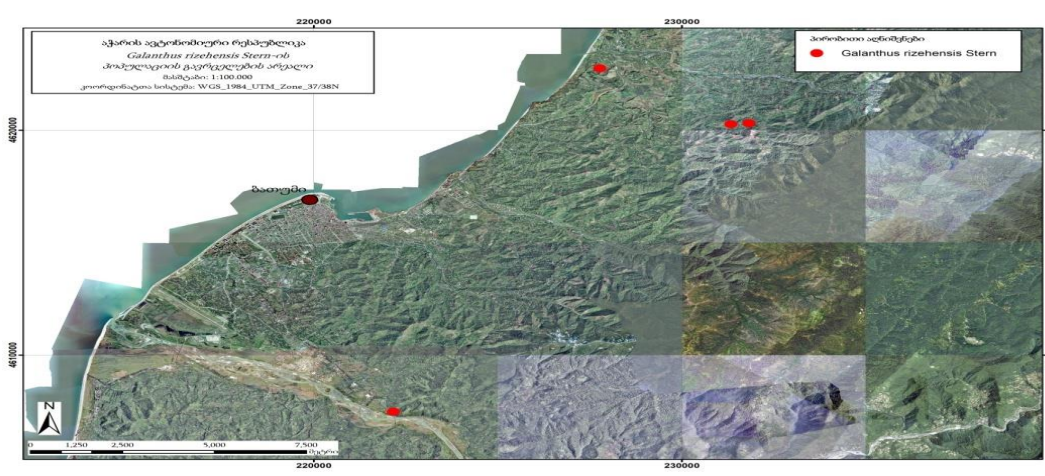 220000
230000
აჭარის ავტონომიური რესპუბლიკა
Galanthus rizehensis Stern-ის
პოპულაციის გავრცელების არეალი
მასშტაბი: 1:100.000
კოორდინატთა სისტემა: WGS_1984_UTM_Zone_37/38N
პირობითი აღნიშვნები
Galanthus rizehensis Stern
4620000
ბათუმი
4610000
N
0 1,250 2,500 5,000 7,500
მეტრი
220000
230000